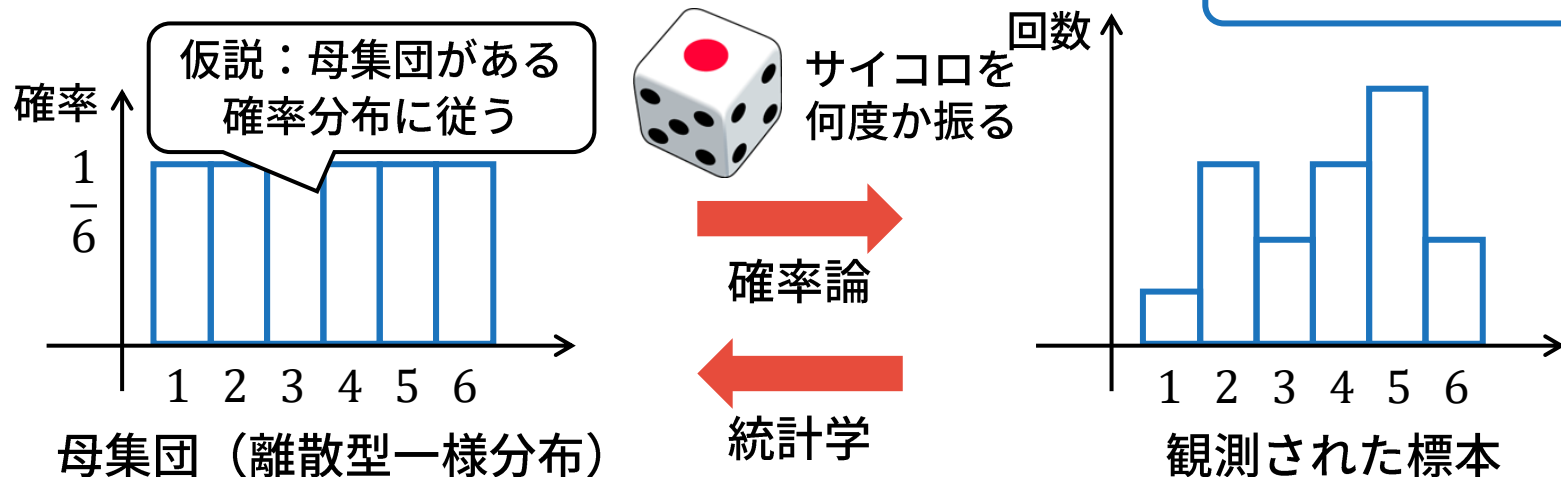 仮説：母集団がある
確率分布に従う
確率
1
6
1 2 3 4 5 6
母集団（離散型一様分布）
サイコロを
何度か振る
確率論
統計学
回数
1 2 3 4 5 6
観測された標本